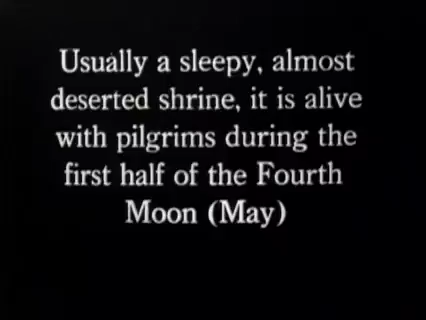 Usually a sleepy, almost
deserted shrine, it is alive
with pilgrims during the
first half of the Fourth
Moon (May)